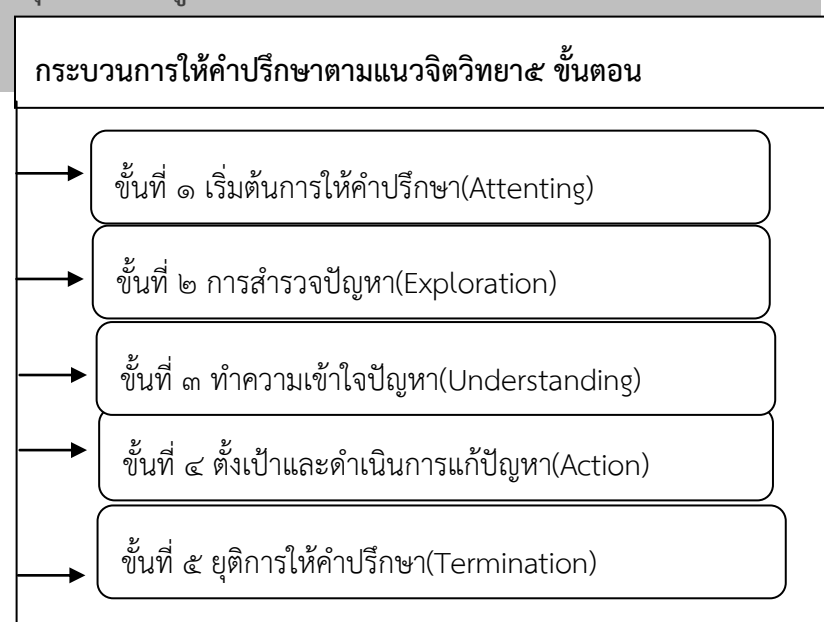 กระบวนการให้คำปรึกษาตามแนวจิตวิทยา๕ ขั้นตอน
ขั้นที่ ๑ เริ่มต้นการให้คำปรึกษา(Attenting)
ขั้นที่ ๒ การสำรวจปัญหา(Exploration)
ขั้นที่ ๓ ทำความเข้าใจปัญหา(Understanding)
ขั้นที่ ๔ ตั้งเป้าและดำเนินการแก้ปัญหา(Action)
ขั้นที่ ๕ ยุติการให้คำปรึกษา(Termination)